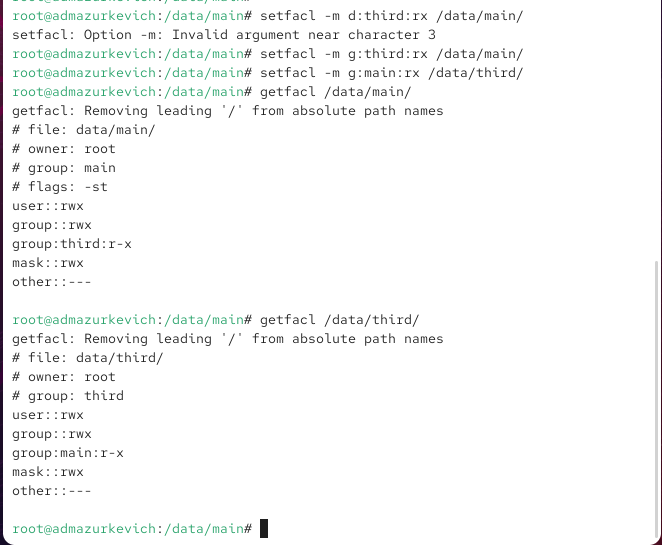 root@admazurkevich:/data/main# setfacl -m d:third:rx /data/main/
setfacl: Option -m: Invalid argument near character 3
root@admazurkevich:/data/main# setfacl -m g:third:rx /data/main/
root@admazurkevich:/data/main# setfacl -m g:main:rx /data/third/
root@admazurkevich:/data/main# getfacl /data/main/
getfacl: Removing leading '/' from absolute path names
# file: data/main/
# owner: root
# group: main
# flags: -st
user::rwx
group::rwx
group:third:r-x
mask::rwx
other::---
root@admazurkevich:/data/main# getfacl /data/third/
getfacl: Removing leading '/' from absolute path names
# file: data/third/
# owner: root
# group: third
user::rwx
group::rwx
group:main:r-x
mask::rwx
other::---
root@admazurkevich:/data/main#